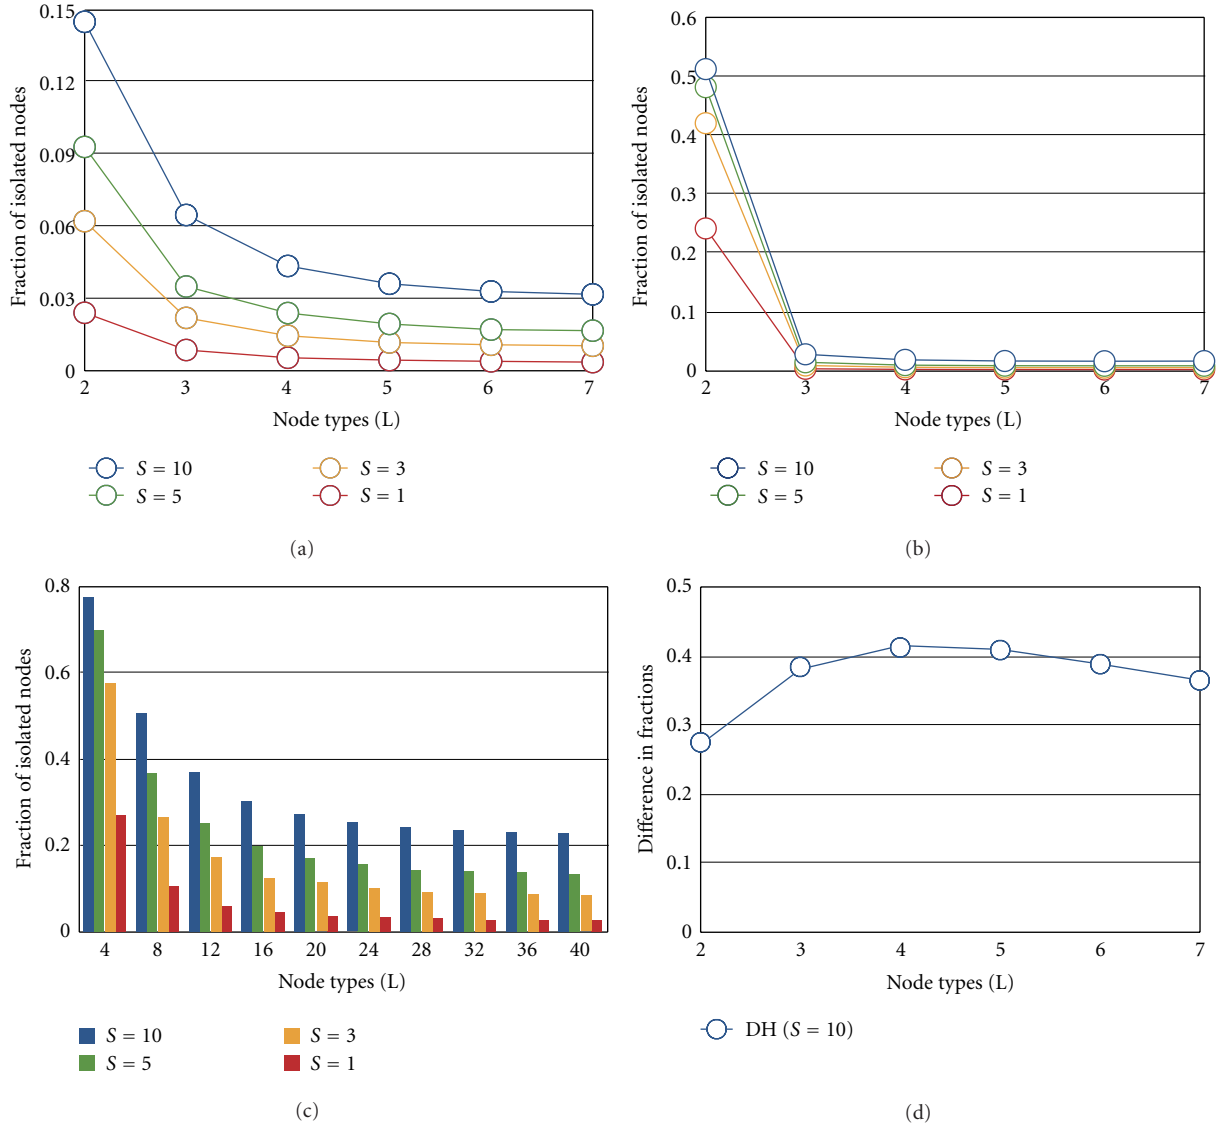 0.15
0.12
0.09
0.06
0.03
0
Fraction of isolated nodes
2 3 4 5 6 7
Node types (L)
S = 10 S = 3
S = 5 S = 1
(a)
0.6
0.5
0.4
0.3
0.2
0.1
0
Fraction of isolated nodes
2 3 4 5 6 7
Node types (L)
S = 10 S = 3
S = 5 S = 1
(b)
0.8
0.6
0.4
0.2
0
Fraction of isolated nodes
4 8 12 16 20 24 28 32 36 40
Node types (L)
S = 10 S = 3
S = 5 S = 1
(c)
0.5
0.4
0.3
0.2
0.1
0
Difference in fractions
2 3 4 5 6 7
Node types (L)
DH (S = 10)
(d)